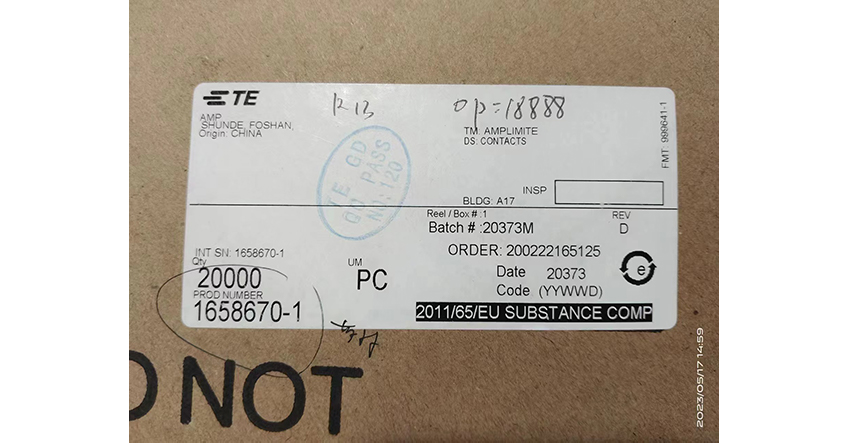 TE
R13
OP=18888
AMP
SHUNDE, FOSHAN,
Origin: CHINA
TM: AMPLIMITE
DS: CONTACTS
FMT: 999641-1
TE GD
QC PASS
NO: 120
INSP
BLDG: A17
Reel / Box # :1
REV
Batch # :20373M
D
INT SN: 1658670-1
ORDER: 200222165125
Qty
UM
20000
PC
Date 20373
Code (YYWWD)
e
PROD NUMBER
1658670-1
2011/65/EU SUBSTANCE COMP
NOT
2023/05/17 14:59